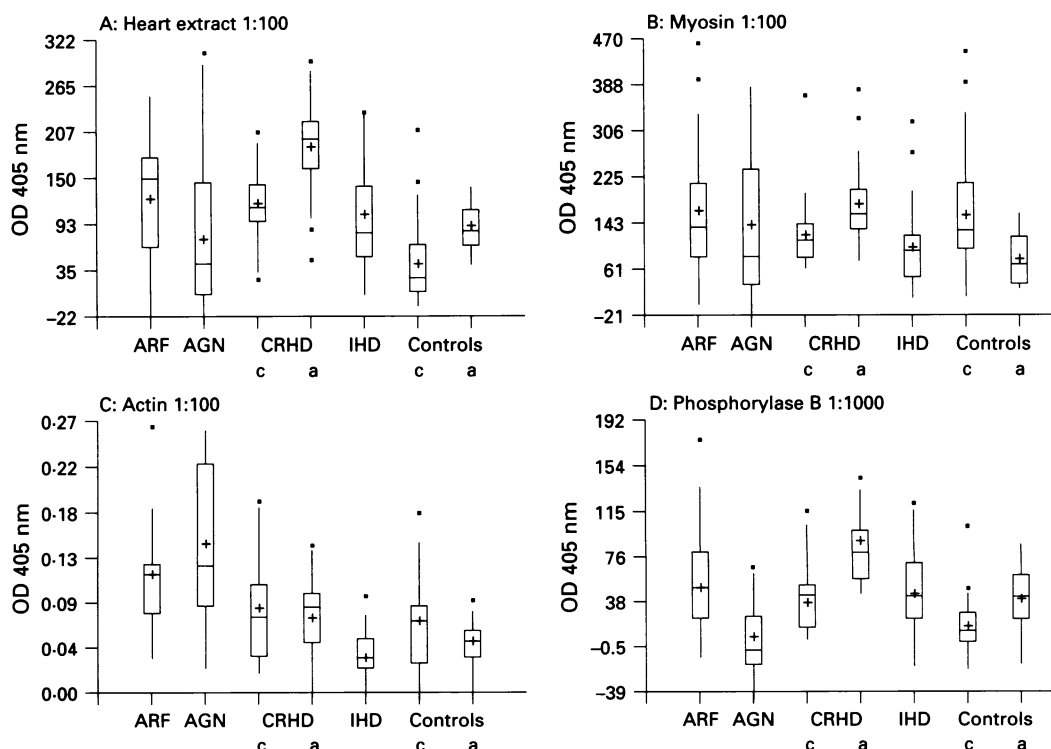 A: Heart extract 1:100
OD 405 nm
322
265
207
150
93
35
−22
ARF AGN CRHD IHD Controls
c a c a
B: Myosin 1:100
OD 405 nm
470
388
306
225
143
61
−21
ARF AGN CRHD IHD Controls
c a c a
C: Actin 1:100
OD 405 nm
0·27
0·22
0·18
0·13
0·09
0·04
0·00
ARF AGN CRHD IHD Controls
c a c a
D: Phosphorylase B 1:1000
OD 405 nm
192
154
115
76
38
−0.5
−39
ARF AGN CRHD IHD Controls
c a c a